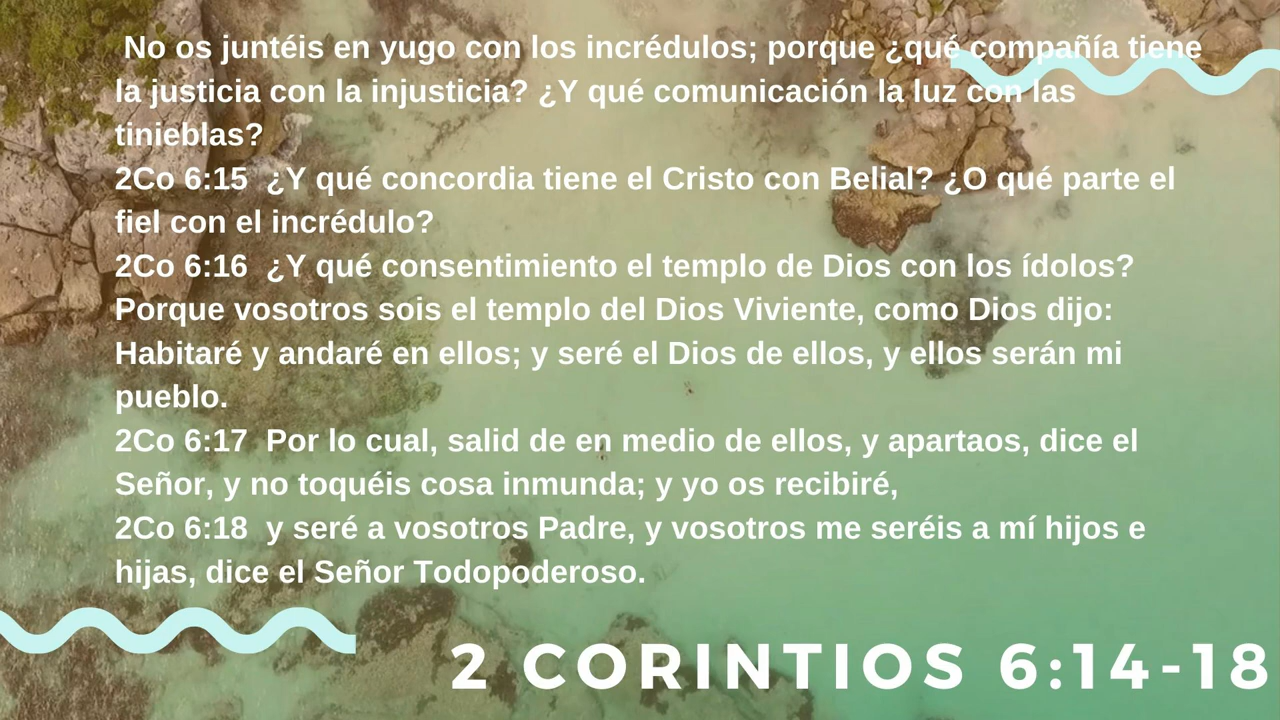 No os juntéis en yugo con los incrédulos; porque ¿qué compañía tiene
la justicia con la injusticia? ¿Y qué comunicación la luz con las
tinieblas?
2Co 6:15  ¿Y qué concordia tiene el Cristo con Belial? ¿O qué parte el
fiel con el incrédulo?
2Co 6:16  ¿Y qué consentimiento el templo de Dios con los ídolos?
Porque vosotros sois el templo del Dios Viviente, como Dios dijo:
Habitaré y andaré en ellos; y seré el Dios de ellos, y ellos serán mi
pueblo.
2Co 6:17  Por lo cual, salid de en medio de ellos, y apartaos, dice el
Señor, y no toquéis cosa inmunda; y yo os recibiré,
2Co 6:18  y seré a vosotros Padre, y vosotros me seréis a mí hijos e
hijas, dice el Señor Todopoderoso.
2 CORINTIOS 6:14-18